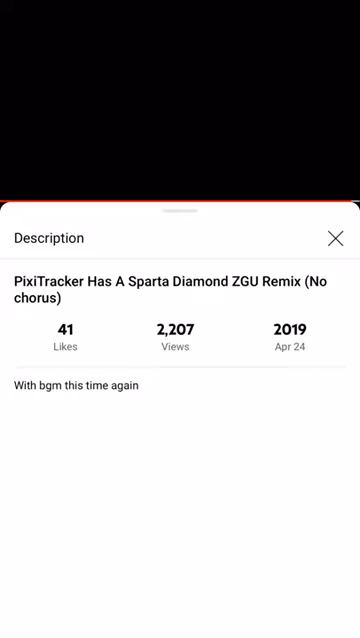 Description
PixiTracker Has A Sparta Diamond ZGU Remix (No
chorus)
41 2,207 2019
Likes Views Apr 24
With bgm this time again